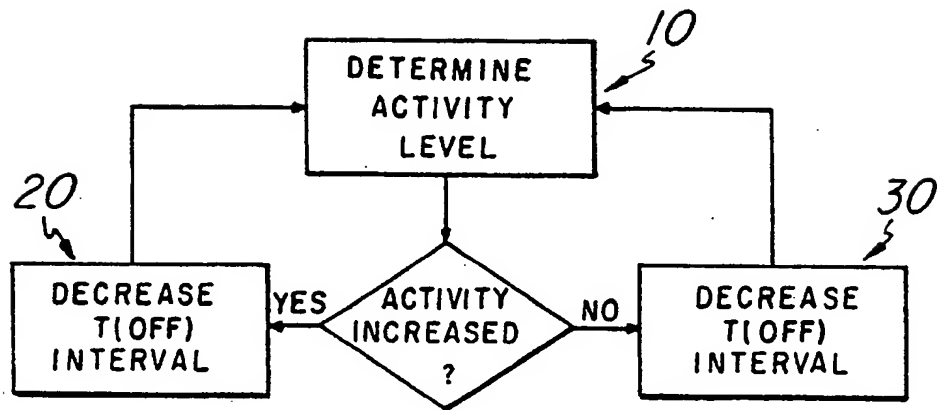 10
DETERMINE
ACTIVITY
LEVEL
20
30
DECREASE
T(OFF)
INTERVAL
YES
ACTIVITY
INCREASED
?
NO
DECREASE
T(OFF)
INTERVAL